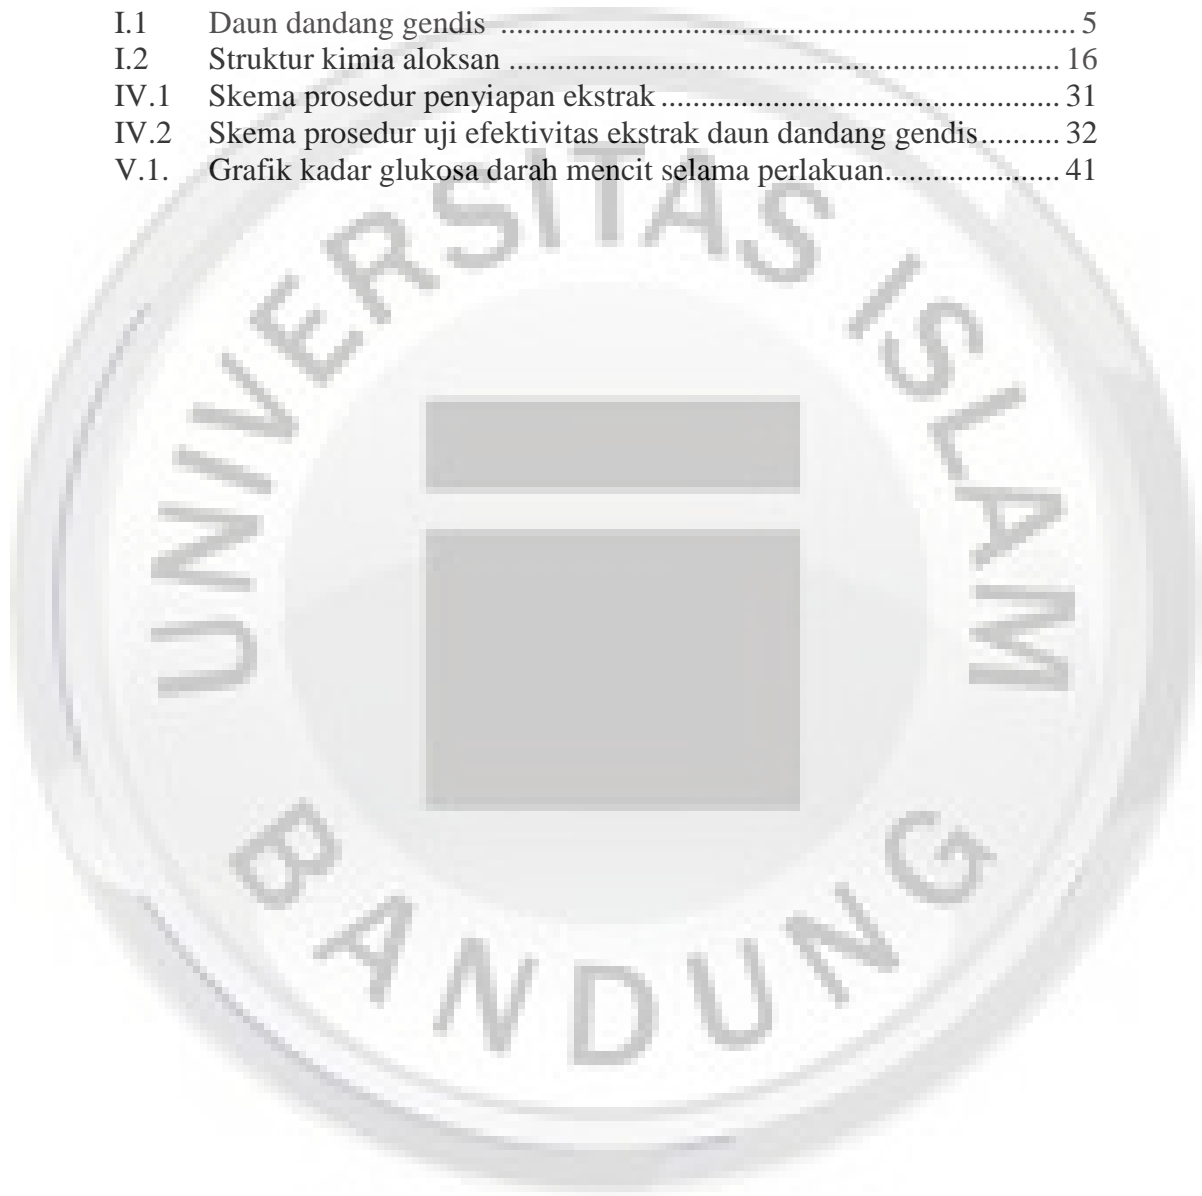 I.1 Daun dandang gendis ........................................................................ 5
I.2 Struktur kimia aloksan ..................................................................... 16
IV.1 Skema prosedur penyiapan ekstrak .................................................. 31
IV.2 Skema prosedur uji efektivitas ekstrak daun dandang gendis.......... 32
V.1. Grafik kadar glukosa darah mencit selama perlakuan...................... 41
UNIVERSITAS ISLAM
BANDUNG